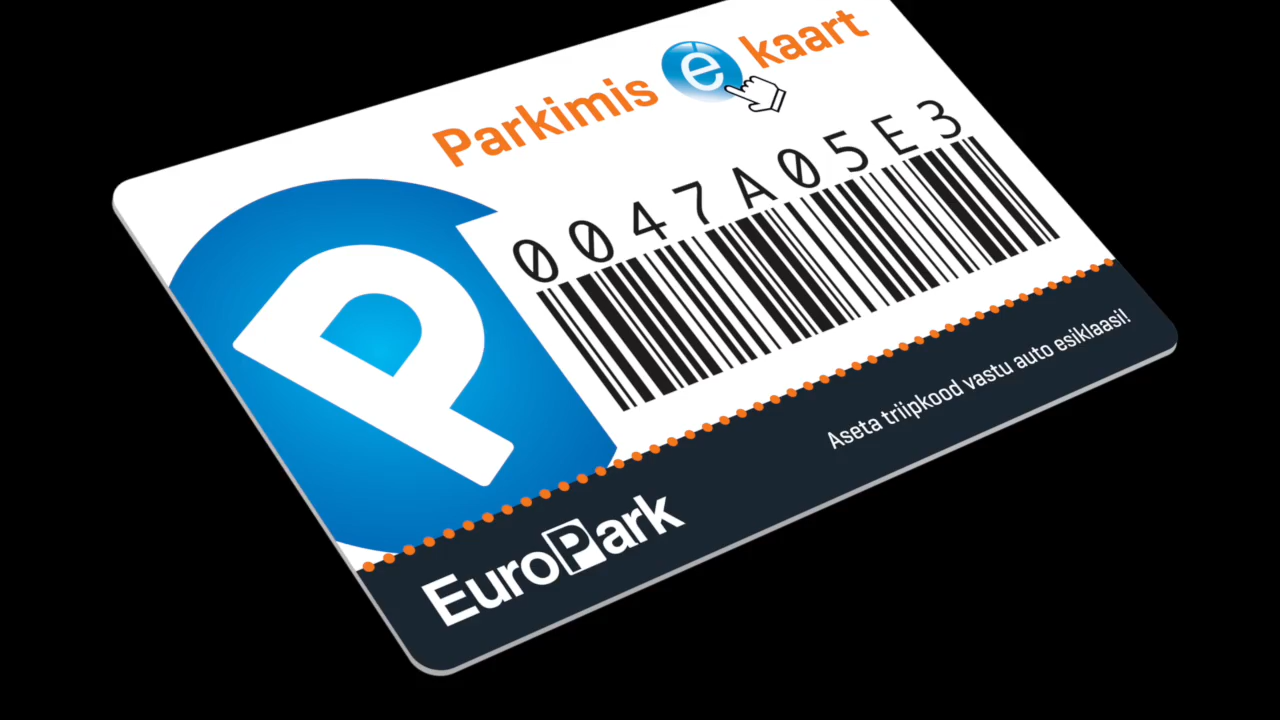 Parkimis e kaart
0047A05E3
Aseta triipkood vastu auto esiklaasi!
EuroPark
P